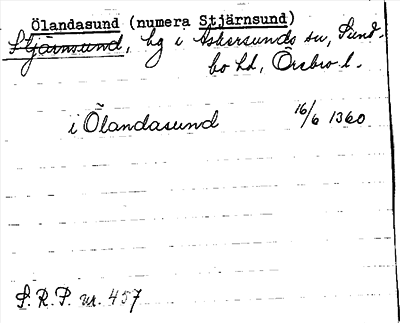 Ölandasund (numera Stjärnsund)
Stjärnsund, hg i Askersunds sn, Sund-
bo hd, Örebro l.
i Ölandasund 16/6 1360
S.R.P. nr. 457